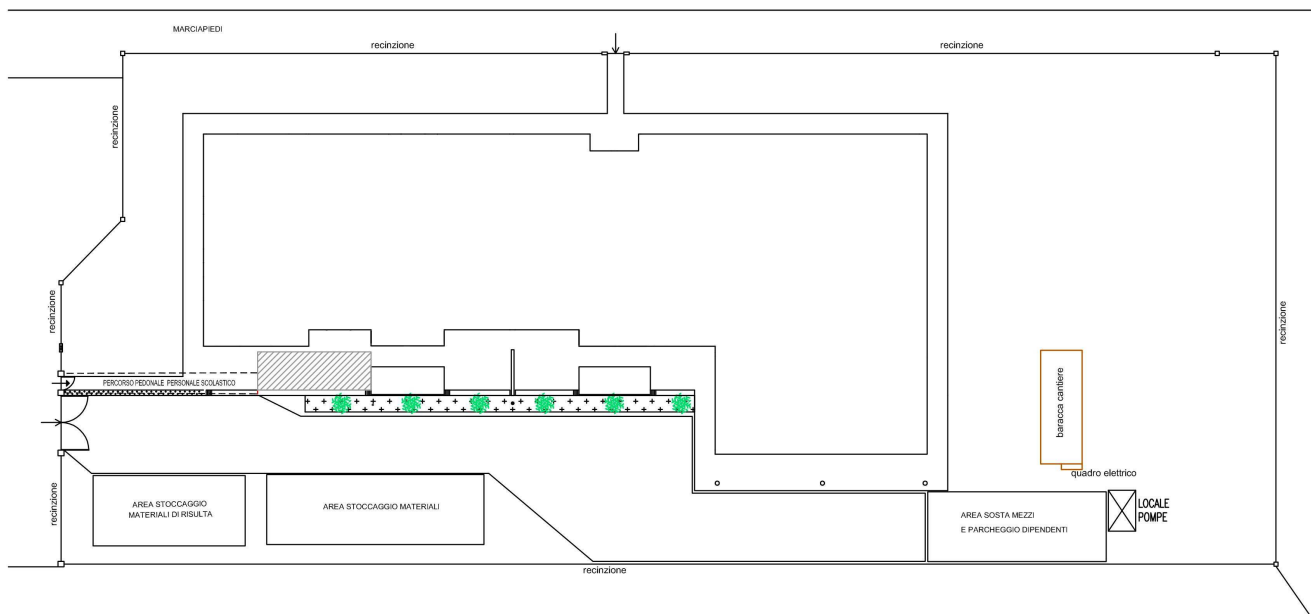 MARCIAPIEDI
recinzione
recinzione
recinzione
recinzione
recinzione
PERCORSO PEDONALE PERSONALE SCOLASTICO
baracca cantiere
quadro elettrico
recinzione
AREA STOCCAGGIO
MATERIALI DI RISULTA
AREA STOCCAGGIO MATERIALI
AREA SOSTA MEZZI
E PARCHEGGIO DIPENDENTI
LOCALE
POMPE
recinzione